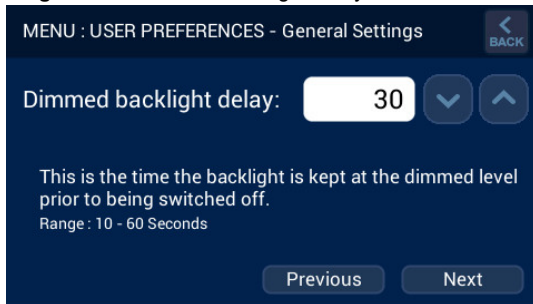 MENU : USER PREFERENCES - General Settings
BACK
Dimmed backlight delay:
30
This is the time the backlight is kept at the dimmed level
prior to being switched off.
Range : 10 - 60 Seconds
Previous
Next